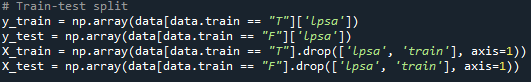 # Train-test split
y_train = np.array(data[data.train == "T"]['lpsa'])
y_test = np.array(data[data.train == "F"]['lpsa'])
X_train = np.array(data[data.train == "T"].drop(['lpsa', 'train'], axis=1))
X_test = np.array(data[data.train == "F"].drop(['lpsa', 'train'], axis=1))